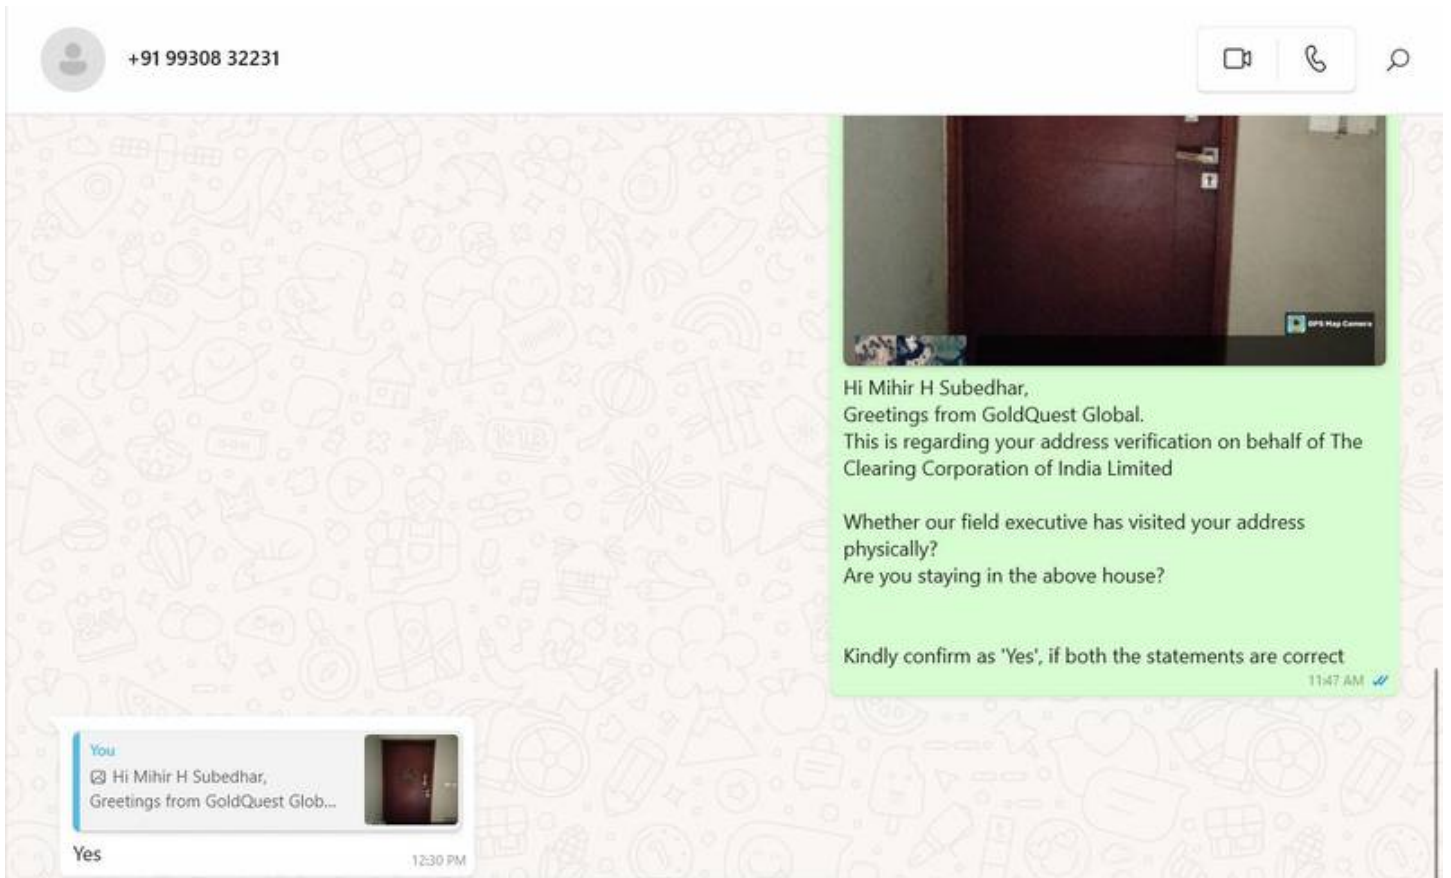 +91 99308 32231
GPS Map Camera
Hi Mihir H Subedhar,
Greetings from GoldQuest Global.
This is regarding your address verification on behalf of The
Clearing Corporation of India Limited
Whether our field executive has visited your address
physically?
Are you staying in the above house?
Kindly confirm as 'Yes', if both the statements are correct
11:47 AM
You
Hi Mihir H Subedhar,
Greetings from GoldQuest Glob...
Yes
12:30 PM